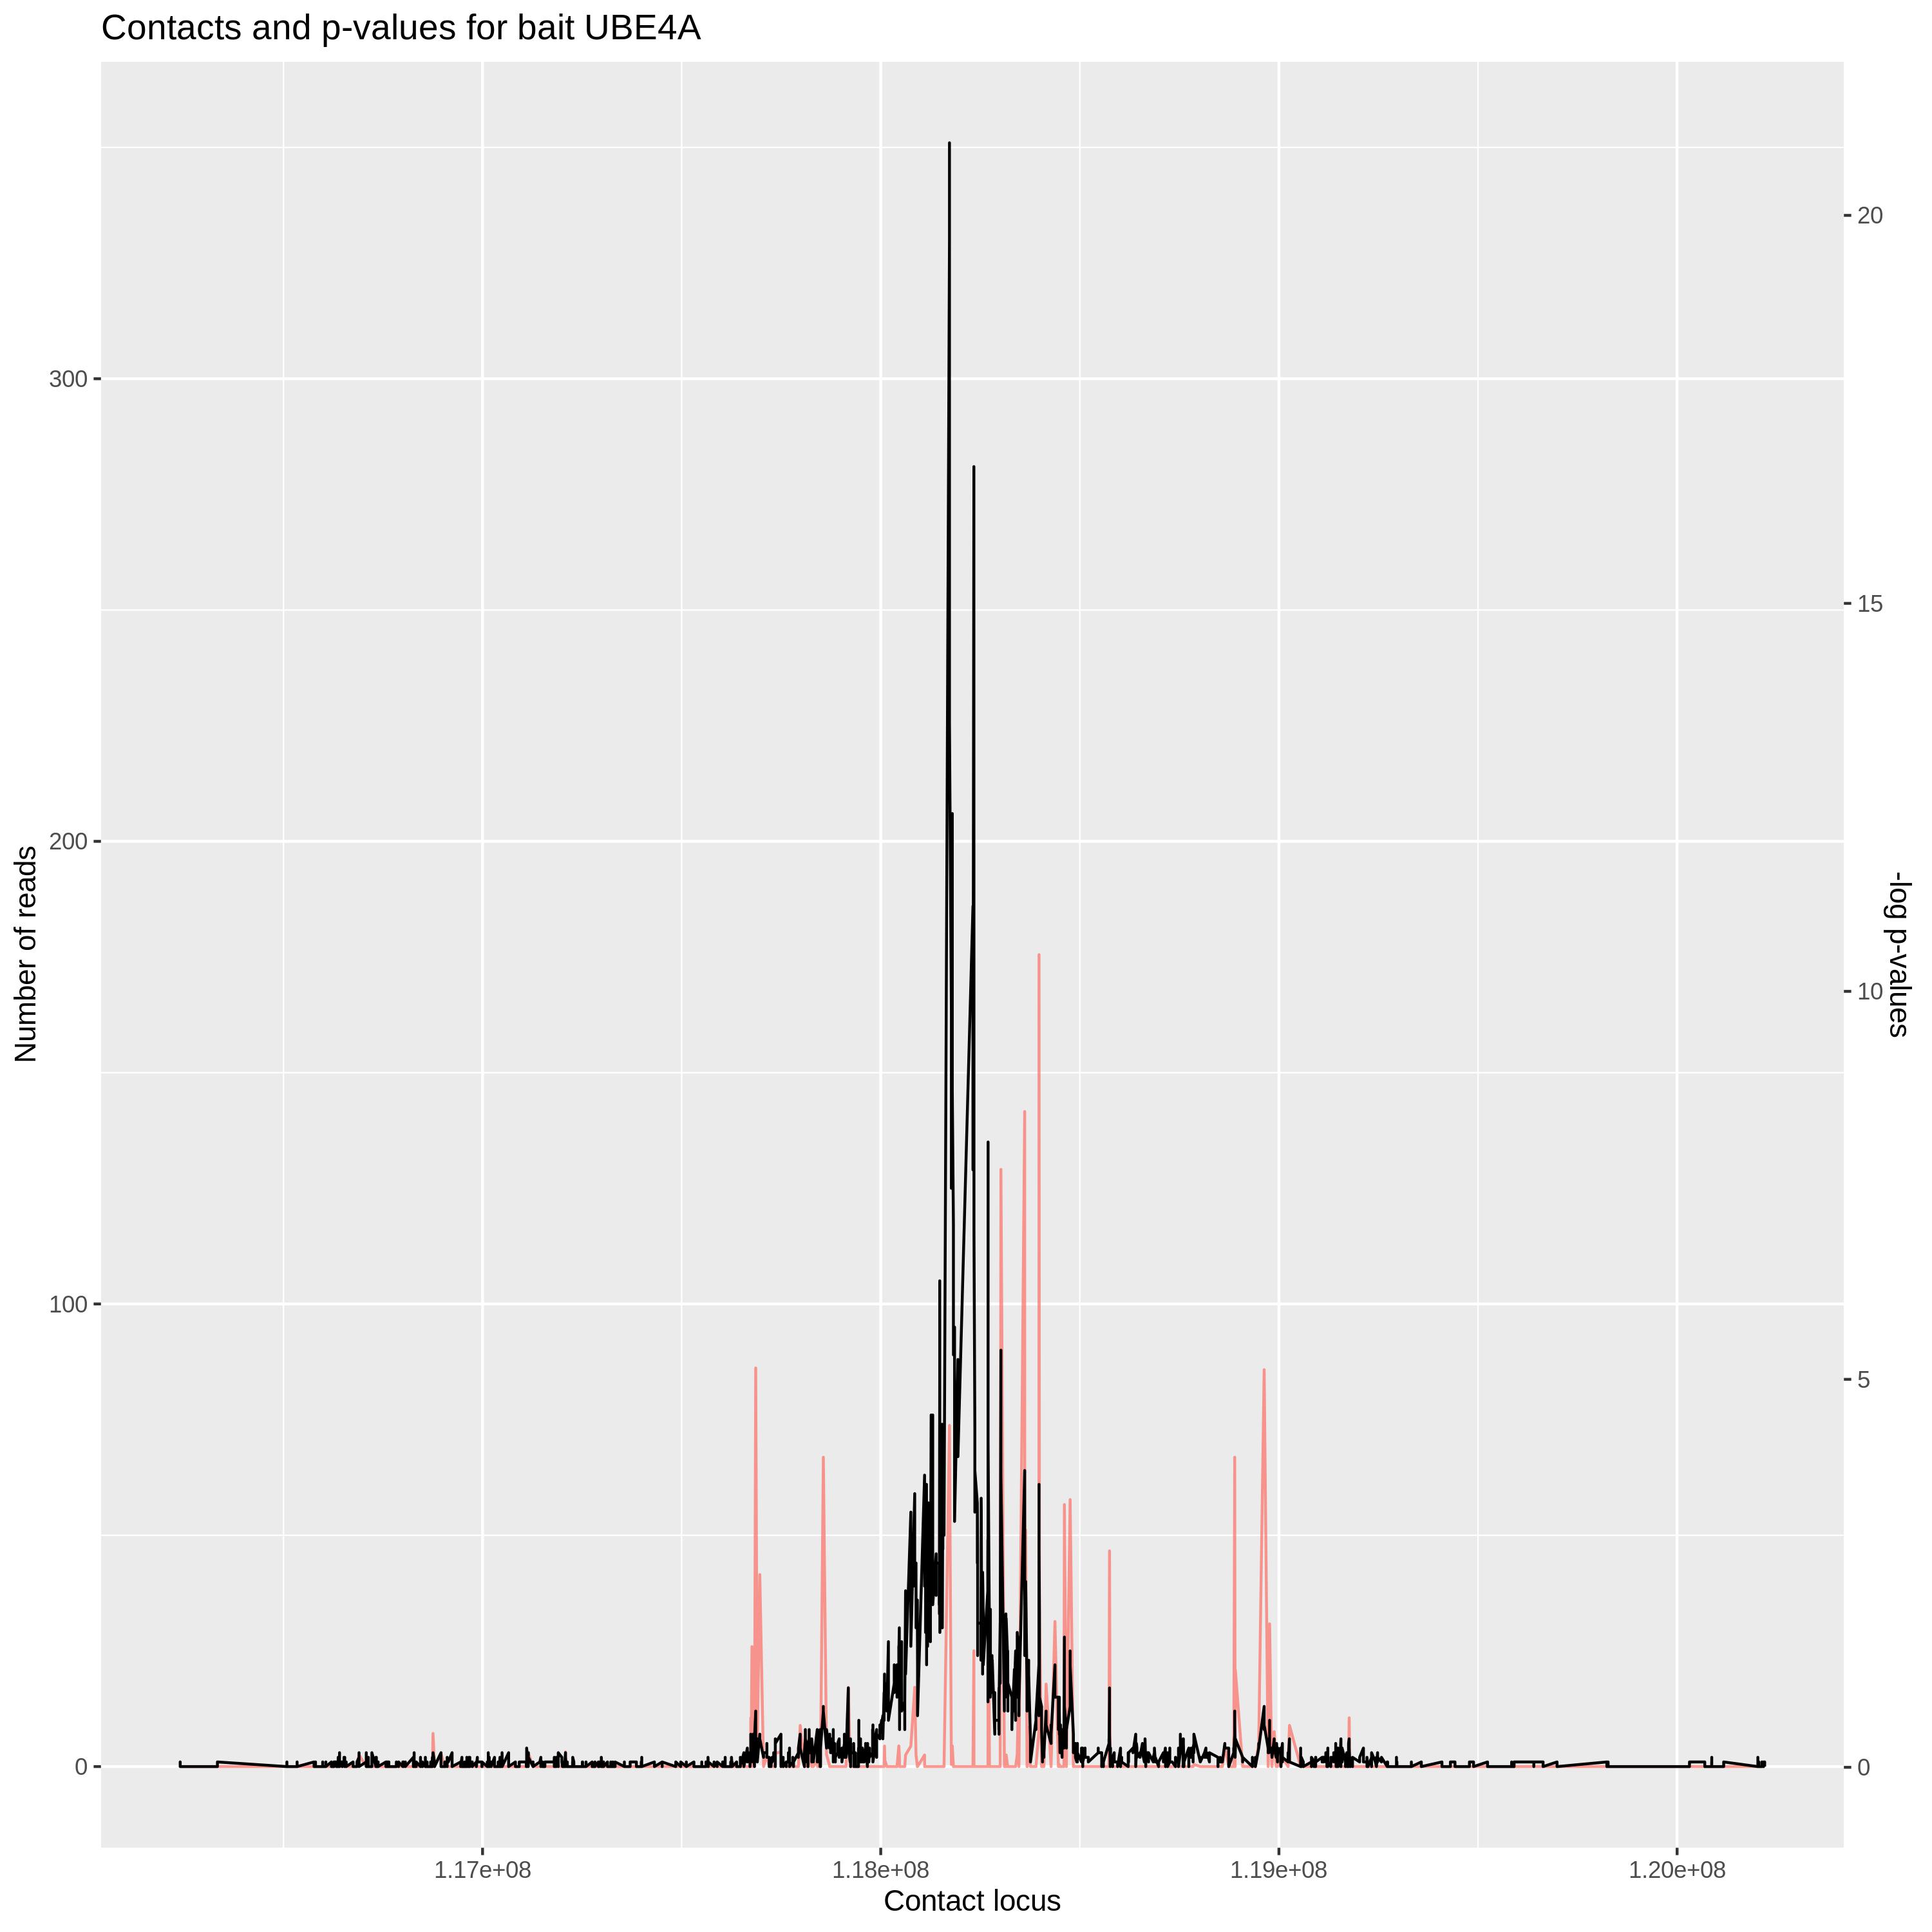 Contacts and p-values for bait UBE4A
Number of reads
300
200
100
0
20
15
10
5
0
-log p-values
1.17e+08
1.18e+08
1.19e+08
1.20e+08
Contact locus